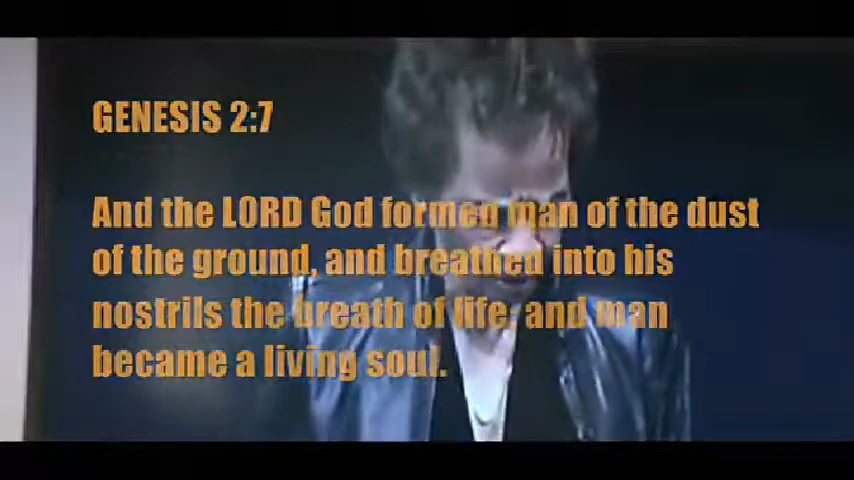 GENESIS 2:7
And the LORD God formed man of the dust
of the ground, and breathed into his
nostrils the breath of life; and man
became a living soul.